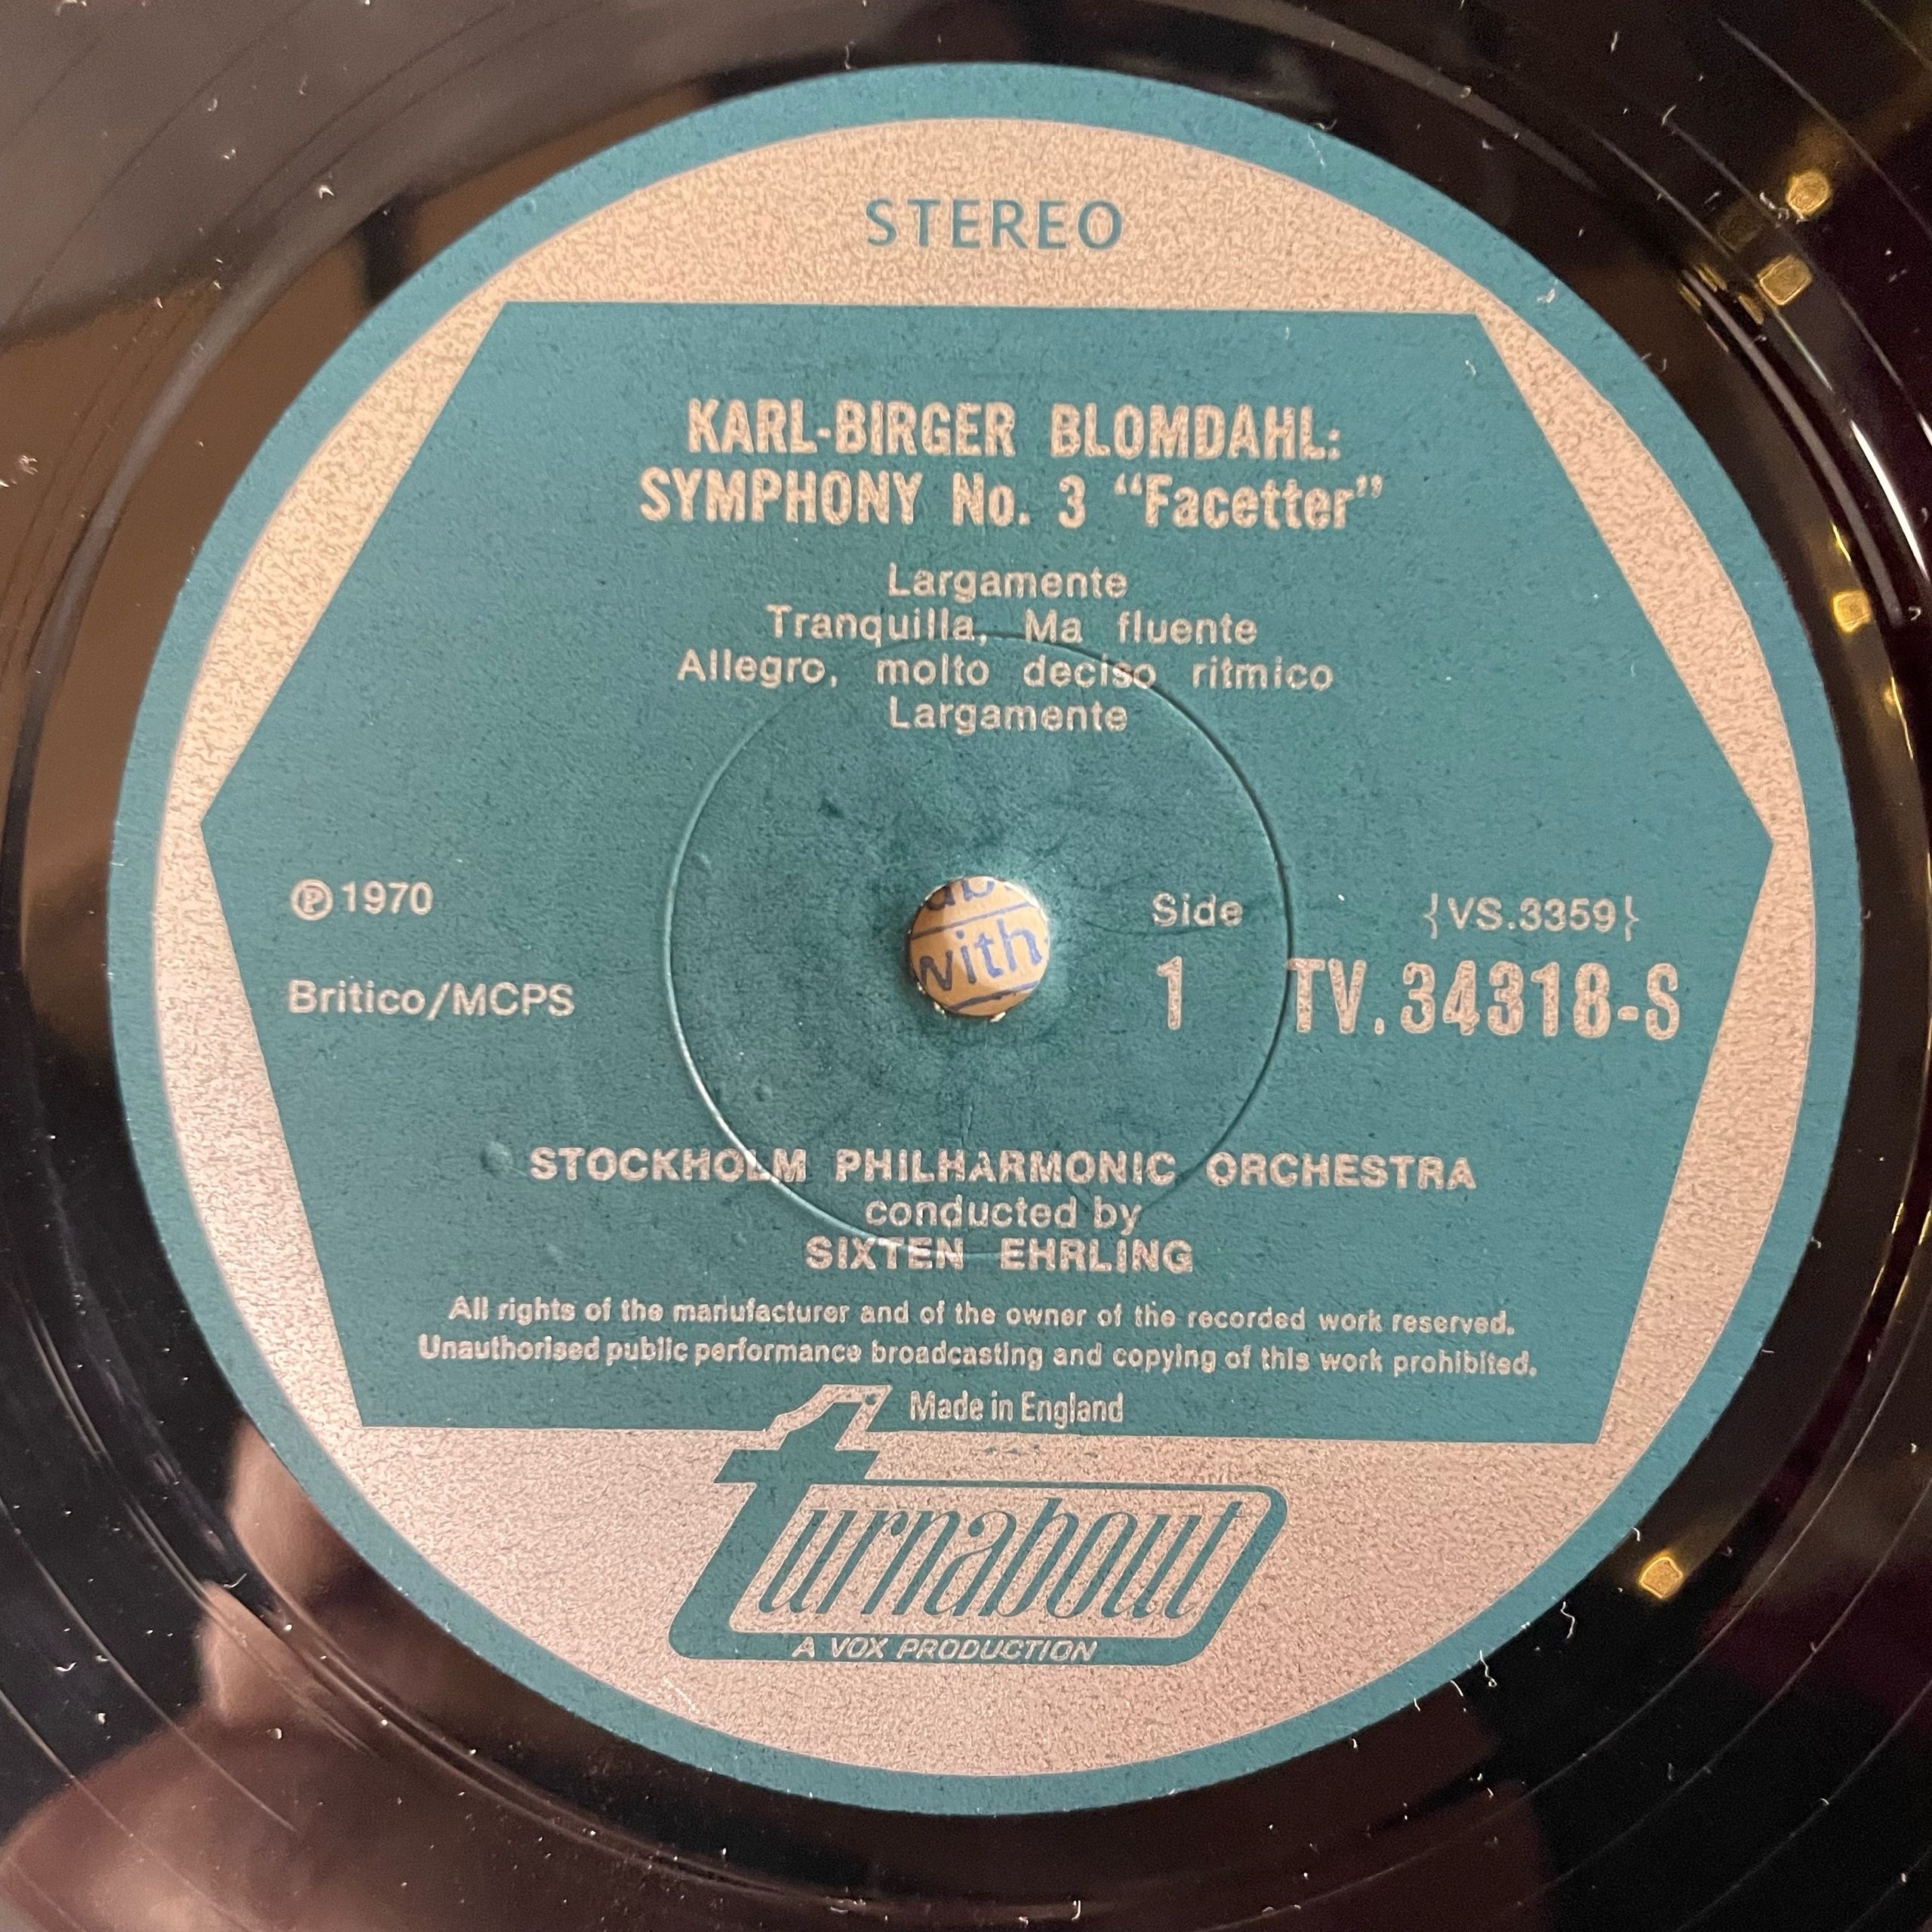 STEREO
KARL-BIRGER BLOMDAHL:
SYMPHONY No. 3 “Facetter”
Largamente
Tranquilla, Ma fluente
Allegro, molto deciso ritmico
Largamente
℗ 1970
Side {VS.3359}
with
Britico/MCPS
1 TV.34318-S
STOCKHOLM PHILHARMONIC ORCHESTRA
conducted by
SIXTEN EHRLING
All rights of the manufacturer and of the owner of the recorded work reserved.
Unauthorised public performance broadcasting and copying of this work prohibited.
Made in England
turnabout
A VOX PRODUCTION